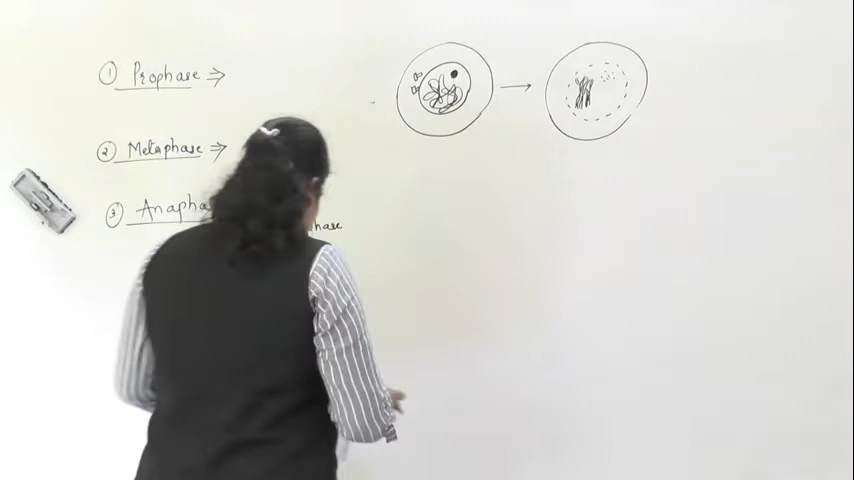 ① Prophase ⇒
② Metaphase ⇒
③ Anapha hase